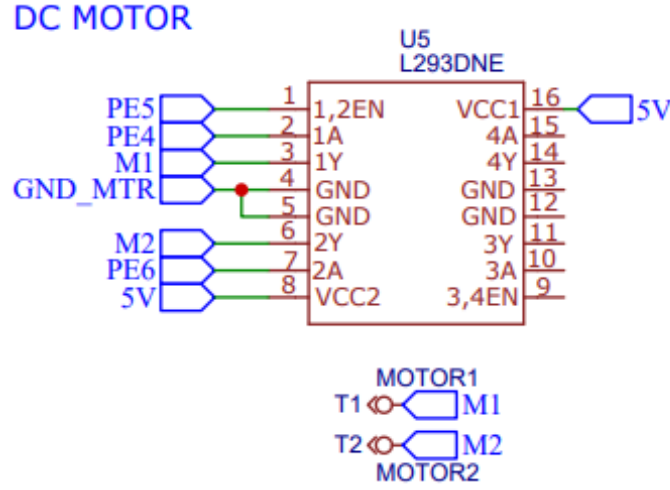 DC MOTOR
U5
L293DNE
PE5 1 1,2EN VCC1 16 5V
PE4 2 1A 4A 15
M1 3 1Y 4Y 14
GND_MTR 4 GND GND 13
5 GND GND 12
M2 6 2Y 3Y 11
PE6 7 2A 3A 10
5V 8 VCC2 3,4EN 9
MOTOR1
T1 M1
T2 M2
MOTOR2